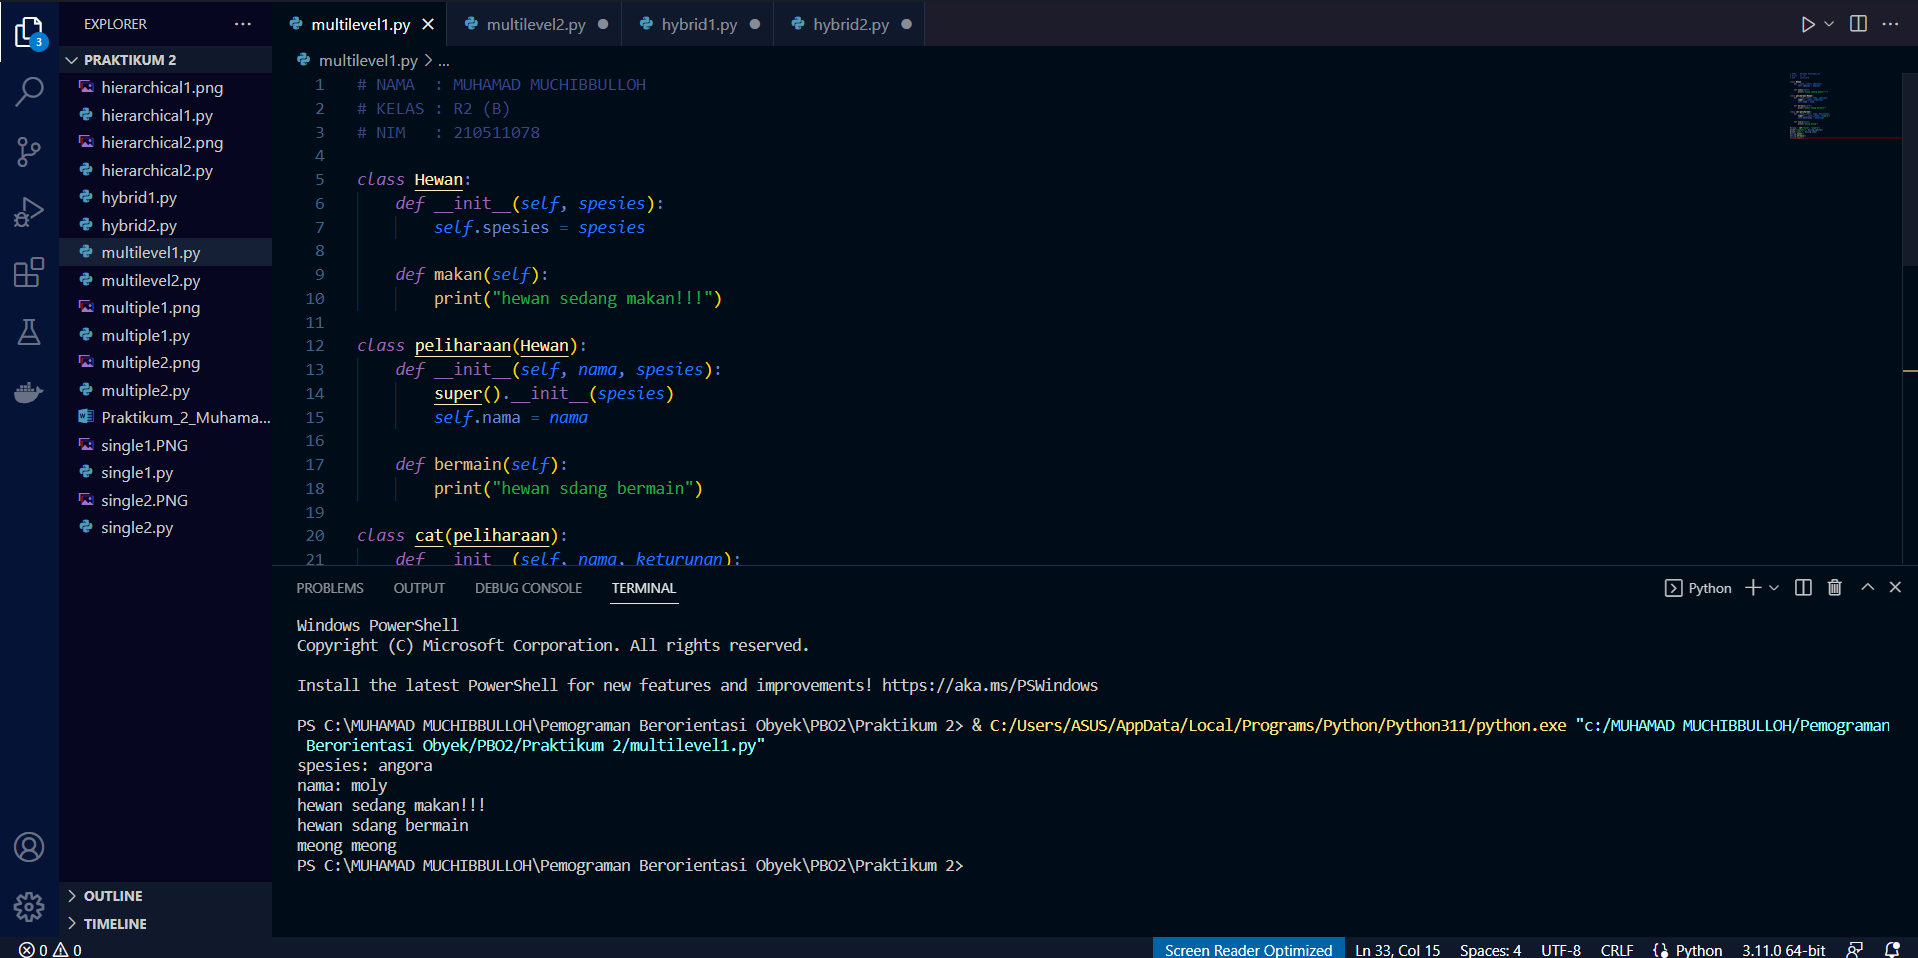 EXPLORER
PRAKTIKUM 2
hierarchical1.png
hierarchical1.py
hierarchical2.png
hierarchical2.py
hybrid1.py
hybrid2.py
multilevel1.py
multilevel2.py
multiple1.png
multiple1.py
multiple2.png
multiple2.py
Praktikum_2_Muhama...
single1.PNG
single1.py
single2.PNG
single2.py
OUTLINE
TIMELINE
3
multilevel1.py multilevel2.py hybrid1.py hybrid2.py
multilevel1.py > ...
1 # NAMA  : MUHAMAD MUCHIBBULLOH
2 # KELAS : R2 (B)
3 # NIM   : 210511078
4
5 class Hewan:
6     def __init__(self, spesies):
7         self.spesies = spesies
8
9     def makan(self):
10         print("hewan sedang makan!!!")
11
12 class peliharaan(Hewan):
13     def __init__(self, nama, spesies):
14         super().__init__(spesies)
15         self.nama = nama
16
17     def bermain(self):
18         print("hewan sdang bermain")
19
20 class cat(peliharaan):
21     def __init__(self, nama, keturunan):
PROBLEMS OUTPUT DEBUG CONSOLE TERMINAL Python
Windows PowerShell
Copyright (C) Microsoft Corporation. All rights reserved.
Install the latest PowerShell for new features and improvements! https://aka.ms/PSWindows
PS C:\MUHAMAD MUCHIBBULLOH\Pemograman Berorientasi Obyek\PBO2\Praktikum 2> & C:/Users/ASUS/AppData/Local/Programs/Python/Python311/python.exe "c:/MUHAMAD MUCHIBBULLOH/Pemograman
Berorientasi Obyek/PBO2/Praktikum 2/multilevel1.py"
spesies: angora
nama: moly
hewan sedang makan!!!
hewan sdang bermain
meong meong
PS C:\MUHAMAD MUCHIBBULLOH\Pemograman Berorientasi Obyek\PBO2\Praktikum 2>
0 0 Screen Reader Optimized Ln 33, Col 15 Spaces: 4 UTF-8 CRLF Python 3.11.0 64-bit